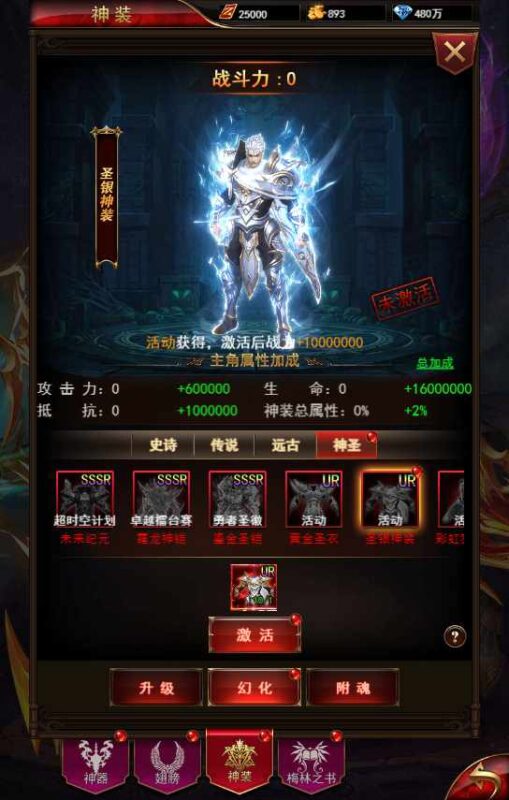 神装
25000
893
480万
战斗力：0
圣银神装
未激活
活动获得，激活后战力+10000000
主角属性加成
总加成
攻击力：0 +600000 生命：0 +16000000
抵抗：0 +1000000 神装总属性：0% +2%
史诗 传说 远古 神圣
SSSR SSSR SSSR UR UR
超时空计划 卓越擂台赛 勇者圣徽 活动 活动 活
未来纪元 霸龙神铠 鎏金圣铠 黄金圣衣 圣银神装
UR
激活
?
升级 幻化 附魂
神器 翅膀 神装 梅林之书